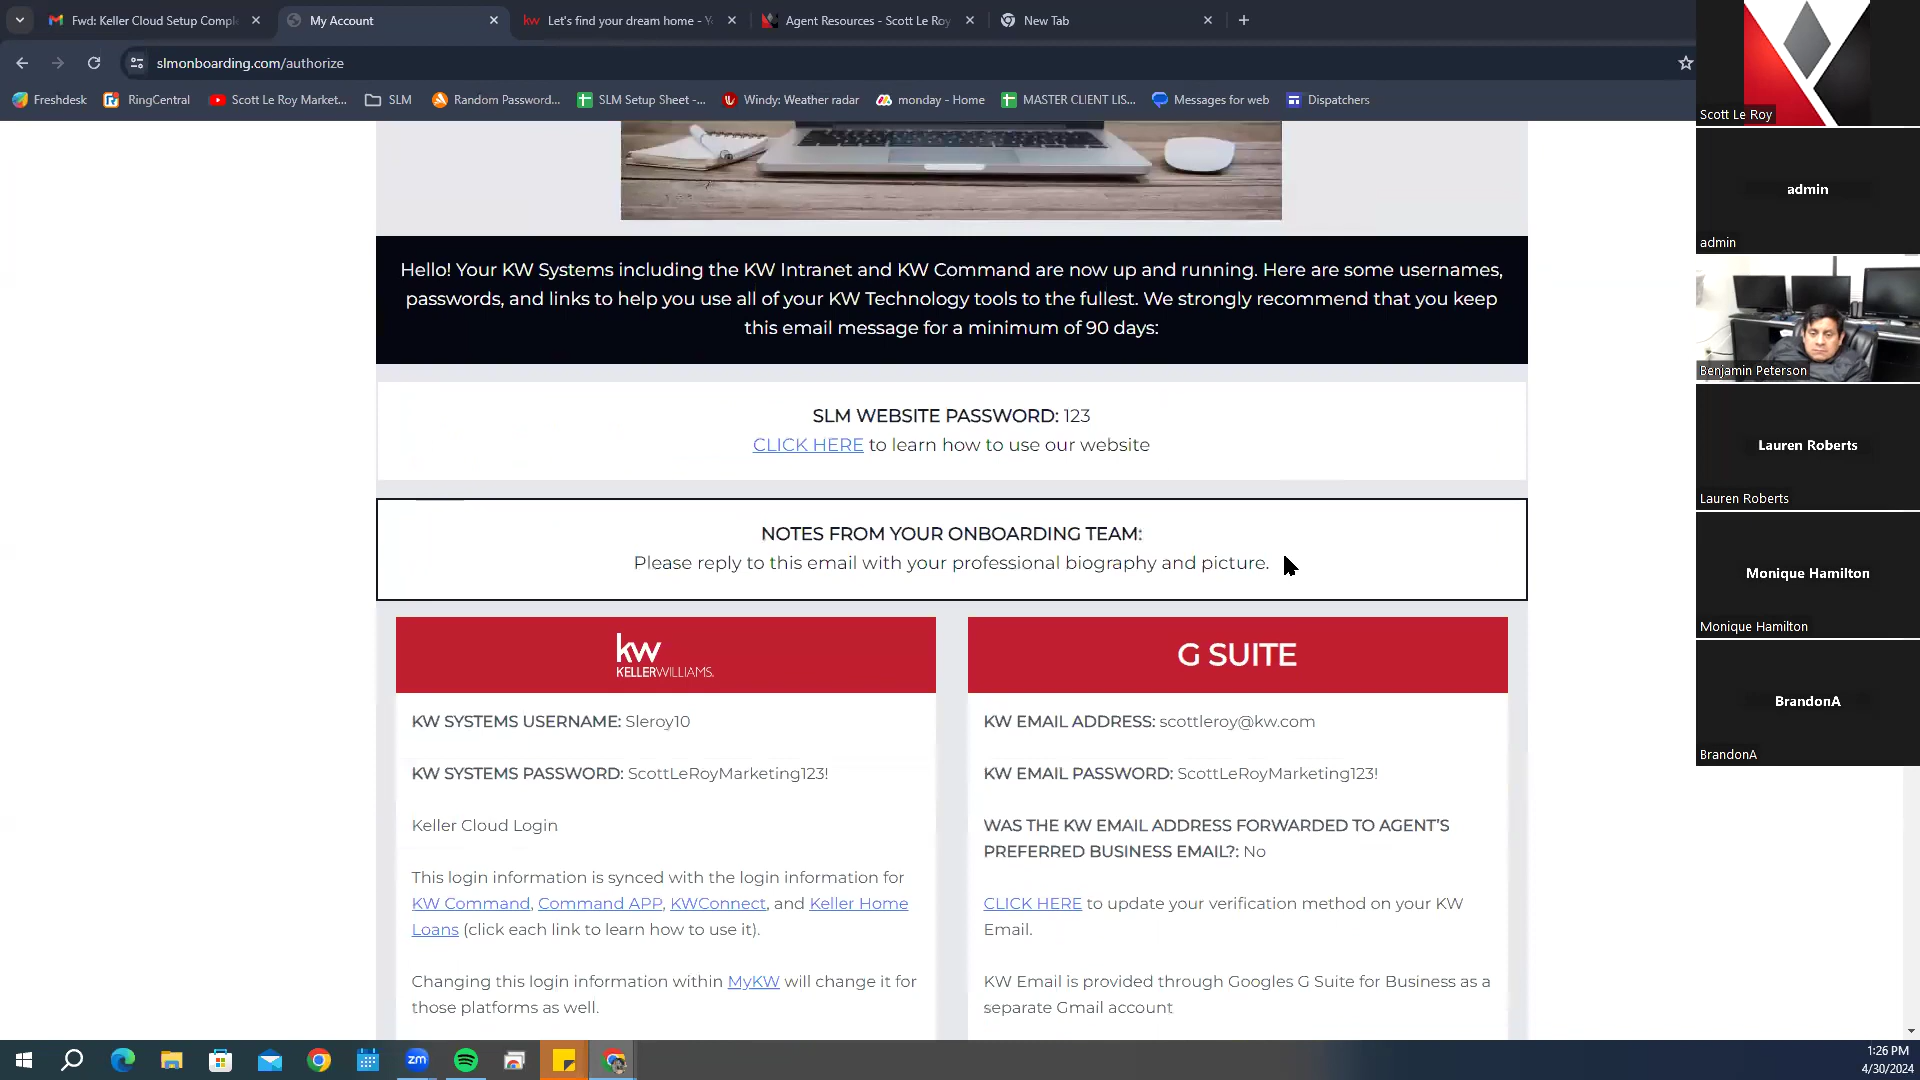 Fwd: Keller Cloud Setup Compl
My Account
kw Let's find your dream home - Y
Agent Resources - Scott Le Roy
New Tab
slmonboarding.com/authorize
Freshdesk
RingCentral
Scott Le Roy Market...
SLM
Random Password...
SLM Setup Sheet -...
Windy: Weather radar
monday - Home
MASTER CLIENT LIS...
Messages for web
Dispatchers
Hello! Your KW Systems including the KW Intranet and KW Command are now up and running. Here are some usernames,
passwords, and links to help you use all of your KW Technology tools to the fullest. We strongly recommend that you keep
this email message for a minimum of 90 days:
SLM WEBSITE PASSWORD: 123
CLICK HERE to learn how to use our website
NOTES FROM YOUR ONBOARDING TEAM:
Please reply to this email with your professional biography and picture.
kw
KELLERWILLIAMS.
KW SYSTEMS USERNAME: Sleroy10
KW SYSTEMS PASSWORD: ScottLeRoyMarketing123!
Keller Cloud Login
This login information is synced with the login information for
KW Command, Command APP, KWConnect, and Keller Home
Loans (click each link to learn how to use it).
Changing this login information within MyKW will change it for
those platforms as well.
G SUITE
KW EMAIL ADDRESS: scottleroy@kw.com
KW EMAIL PASSWORD: ScottLeRoyMarketing123!
WAS THE KW EMAIL ADDRESS FORWARDED TO AGENT'S
PREFERRED BUSINESS EMAIL?: No
CLICK HERE to update your verification method on your KW
Email.
KW Email is provided through Googles G Suite for Business as a
separate Gmail account
Scott Le Roy
admin
admin
Benjamin Peterson
Lauren Roberts
Lauren Roberts
Monique Hamilton
Monique Hamilton
BrandonA
BrandonA
zm
1:26 PM
4/30/2024